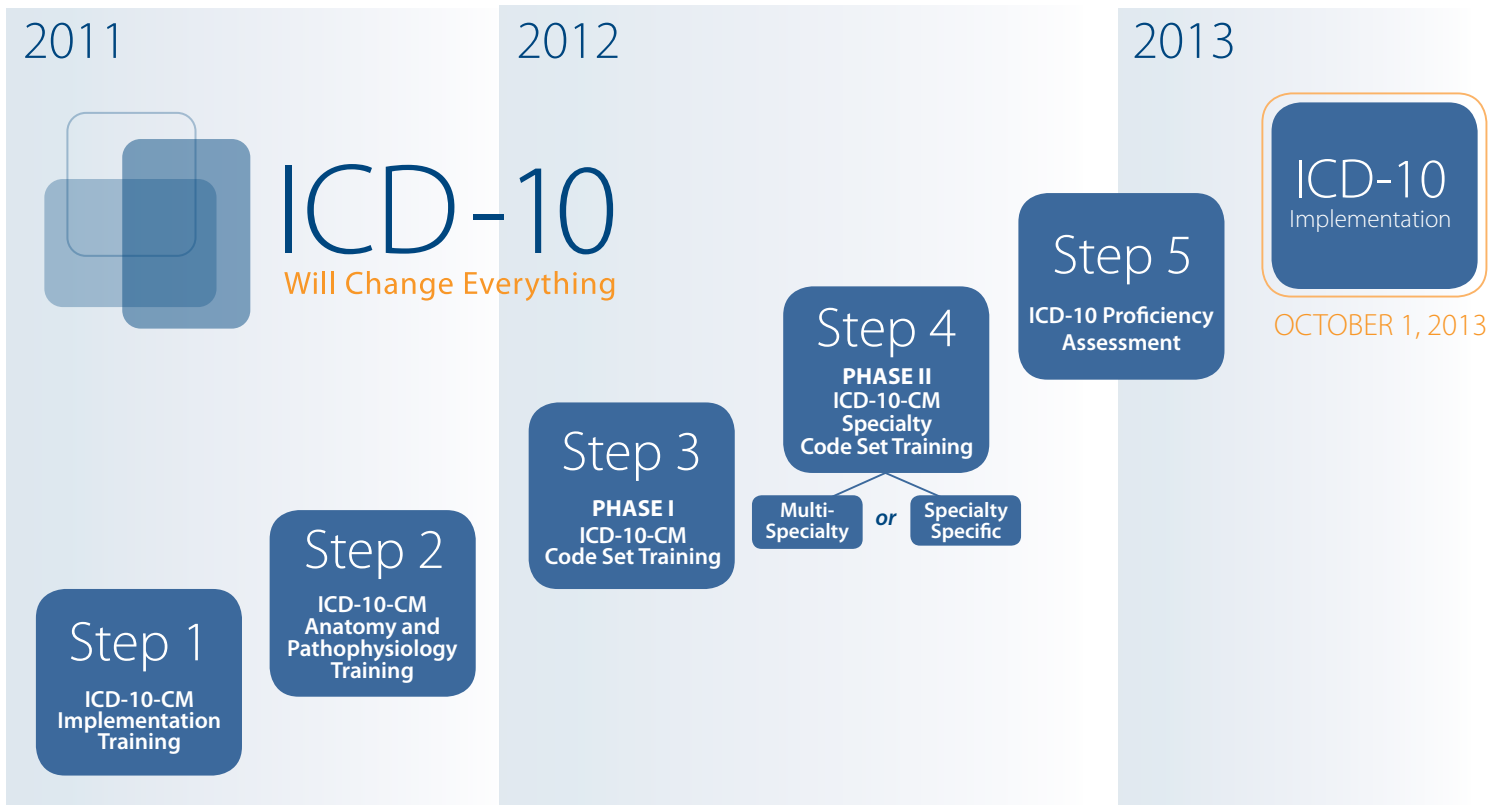 2011
2012
2013
ICD-10
Will Change Everything
Step 1
ICD-10-CM
Implementation
Training
Step 2
ICD-10-CM
Anatomy and
Pathophysiology
Training
Step 3
PHASE I
ICD-10-CM
Code Set Training
Step 4
PHASE II
ICD-10-CM
Specialty
Code Set Training
Multi-
Specialty
or
Specialty
Specific
Step 5
ICD-10 Proficiency
Assessment
ICD-10
Implementation
OCTOBER 1, 2013